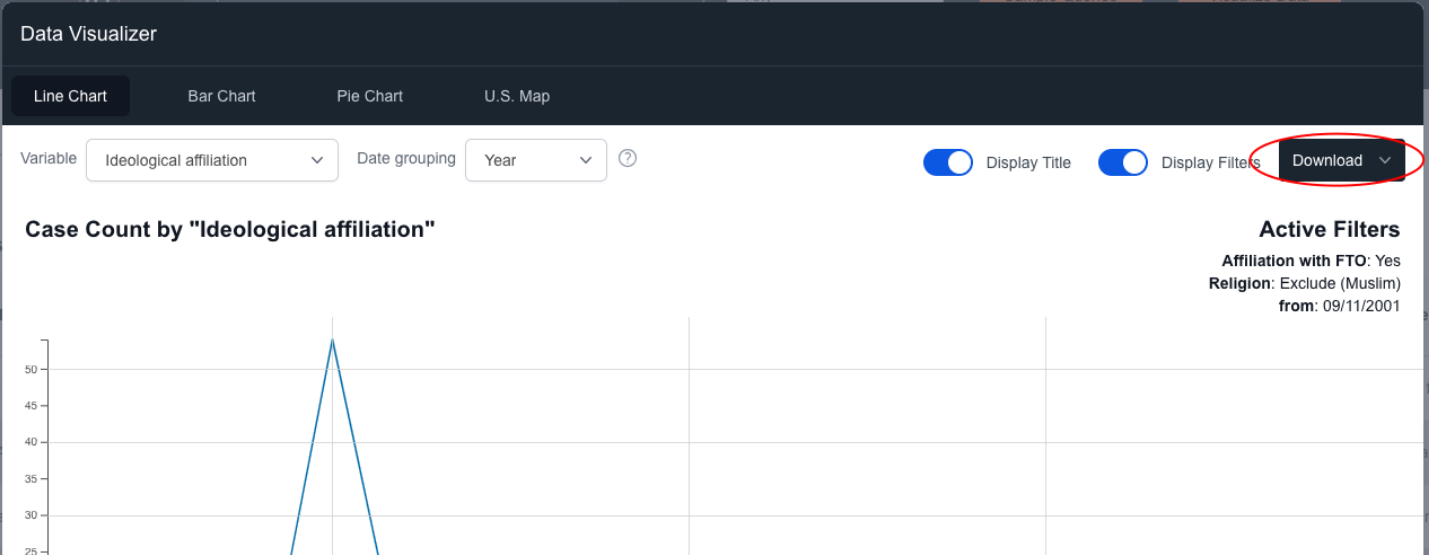 Data Visualizer
Line Chart Bar Chart Pie Chart U.S. Map
Variable Ideological affiliation Date grouping Year ? Display Title Display Filters Download
Case Count by "Ideological affiliation"
Active Filters
Affiliation with FTO: Yes
Religion: Exclude (Muslim)
from: 09/11/2001
50
45
40
35
30
25